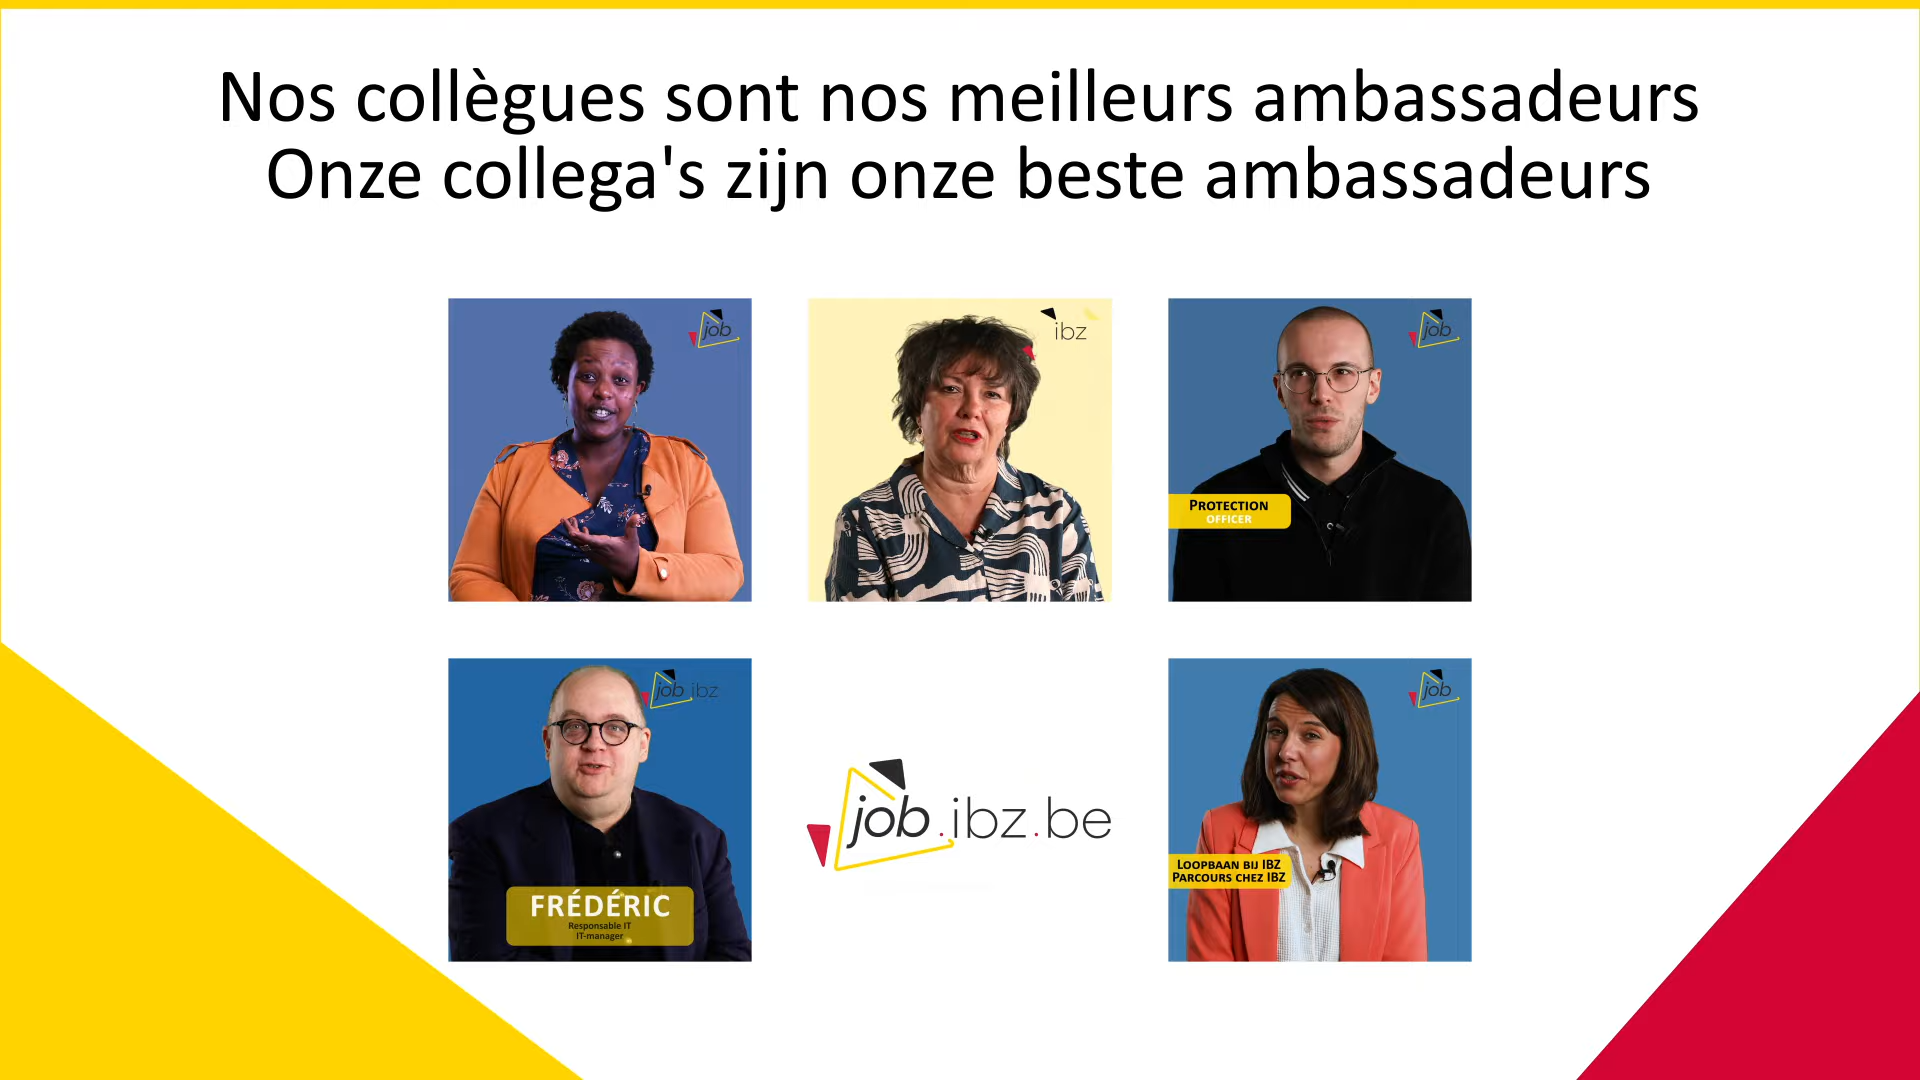 Nos collègues sont nos meilleurs ambassadeurs
Onze collega's zijn onze beste ambassadeurs
job
ibz
job
PROTECTION
OFFICER
job ibz
FRÉDÉRIC
Responsable IT
IT-manager
job.ibz.be
job
LOOPBAAN BIJ IBZ
PARCOURS CHEZ IBZ